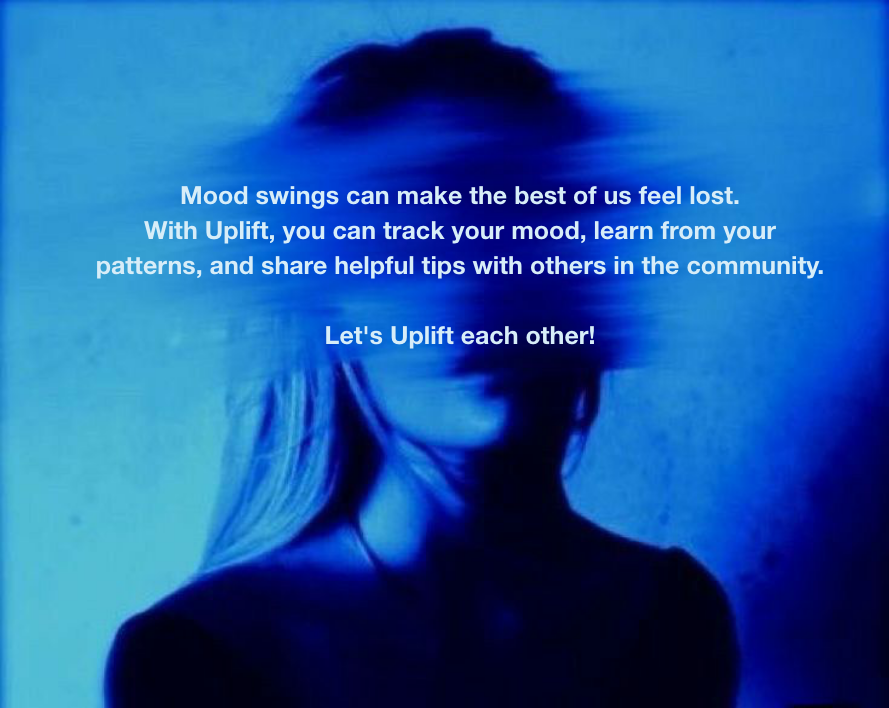 Mood swings can make the best of us feel lost.
With Uplift, you can track your mood, learn from your
patterns, and share helpful tips with others in the community.
Let's Uplift each other!